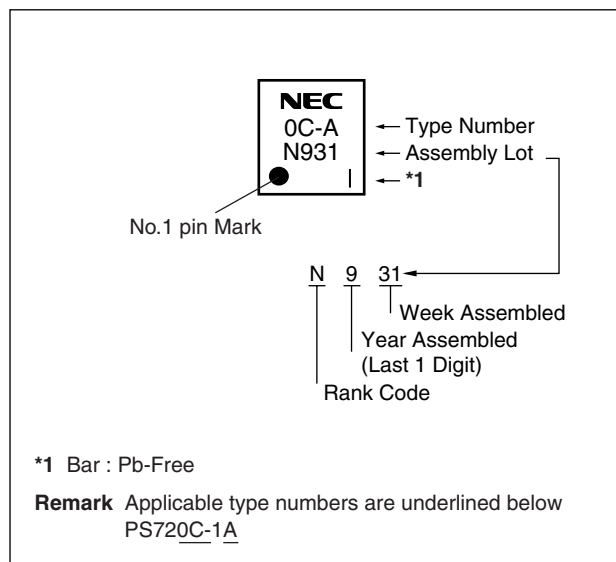 NEC
0C-A
N931
|
Type Number
Assembly Lot
*1
No.1 pin Mark
N 9 31
Week Assembled
Year Assembled
(Last 1 Digit)
Rank Code
*1 Bar : Pb-Free
Remark Applicable type numbers are underlined below
PS720C-1A